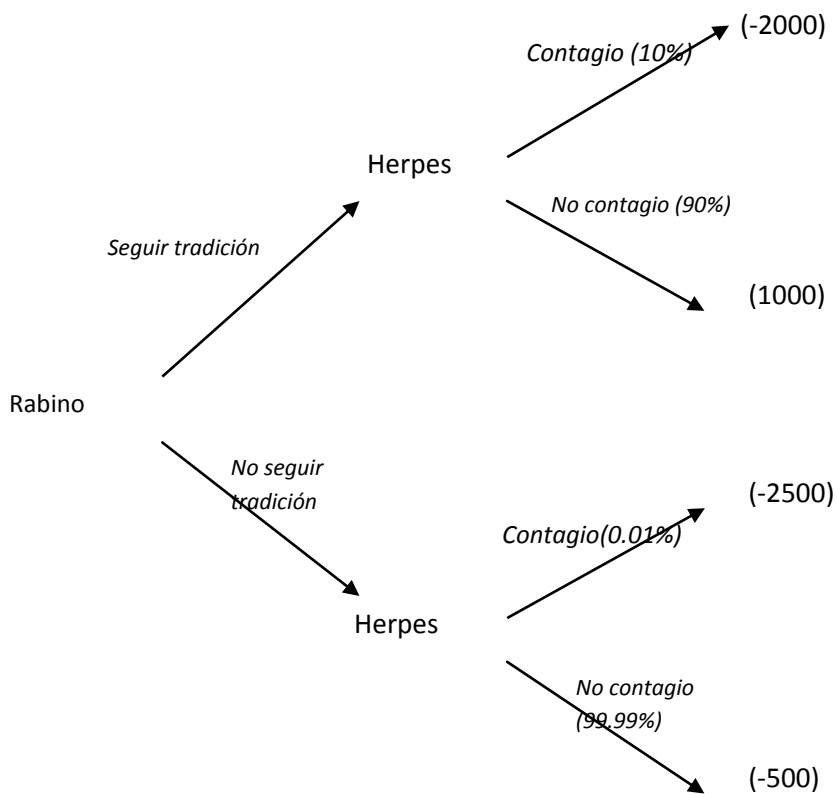 (-2000)
Contagio (10%)
Herpes
No contagio (90%)
Seguir tradición
(1000)
Rabino
No seguir
tradición
(-2500)
Contagio(0.01%)
Herpes
No contagio
(99.99%)
(-500)